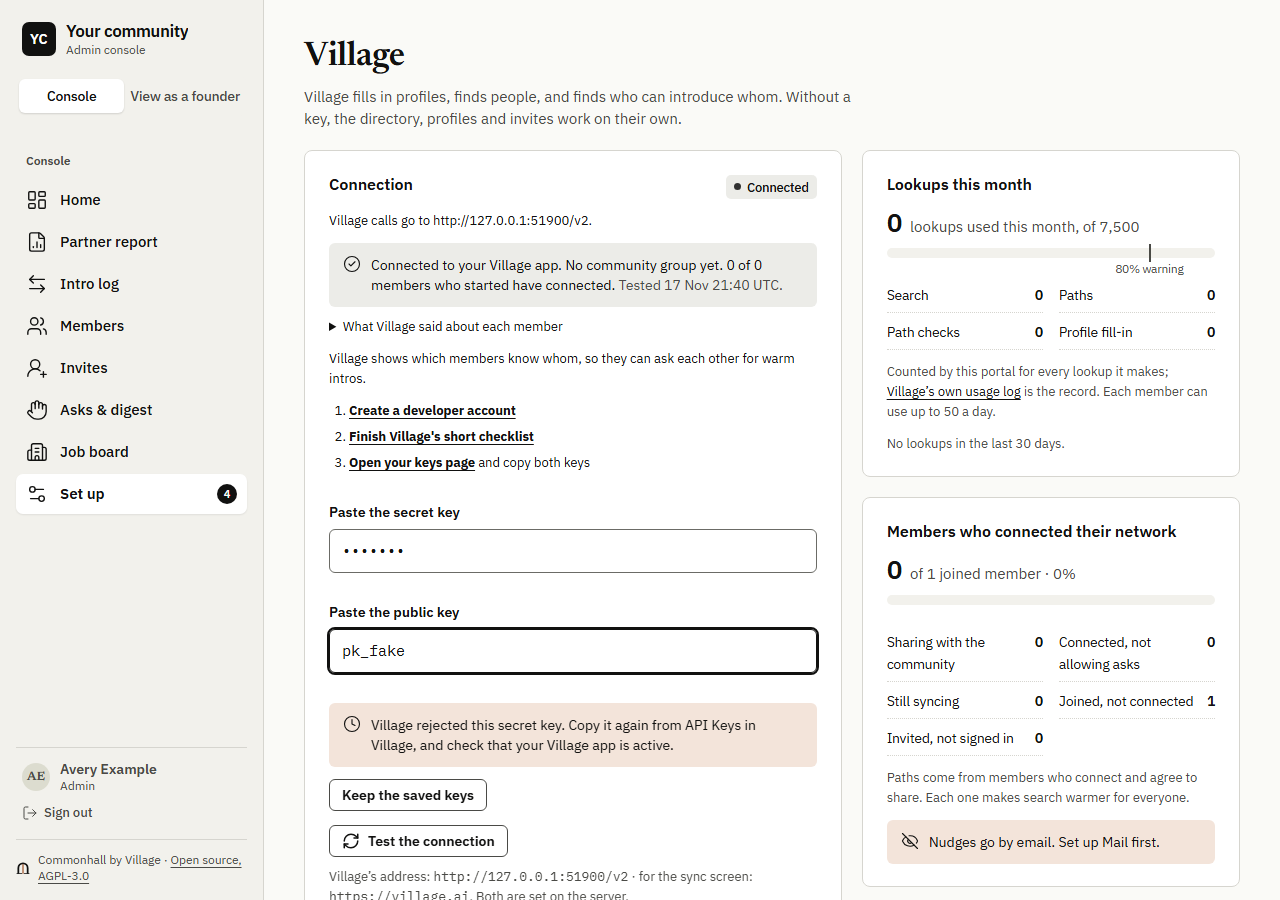 YC
Your community
Admin console
Console
View as a founder
Console
Home
Partner report
Intro log
Members
Invites
Asks & digest
Job board
Set up
4
AE
Avery Example
Admin
Sign out
Commonhall by Village · Open source,
AGPL-3.0
Village
Village fills in profiles, finds people, and finds who can introduce whom. Without a
key, the directory, profiles and invites work on their own.
Connection
Connected
Village calls go to http://127.0.0.1:51900/v2.
Connected to your Village app. No community group yet. 0 of 0
members who started have connected. Tested 17 Nov 21:40 UTC.
What Village said about each member
Village shows which members know whom, so they can ask each other for warm
intros.
1. Create a developer account
2. Finish Village's short checklist
3. Open your keys page and copy both keys
Paste the secret key
•••••••
Paste the public key
pk_fake
Village rejected this secret key. Copy it again from API Keys in
Village, and check that your Village app is active.
Keep the saved keys
Test the connection
Village’s address: http://127.0.0.1:51900/v2 · for the sync screen:
https://village.ai. Both are set on the server.
Lookups this month
0 lookups used this month, of 7,500
80% warning
Search 0
Paths 0
Path checks 0
Profile fill-in 0
Counted by this portal for every lookup it makes;
Village’s own usage log is the record. Each member can
use up to 50 a day.
No lookups in the last 30 days.
Members who connected their network
0 of 1 joined member · 0%
Sharing with the
community 0
Connected, not
allowing asks 0
Still syncing 0
Joined, not connected 1
Invited, not signed in 0
Paths come from members who connect and agree to
share. Each one makes search warmer for everyone.
Nudges go by email. Set up Mail first.